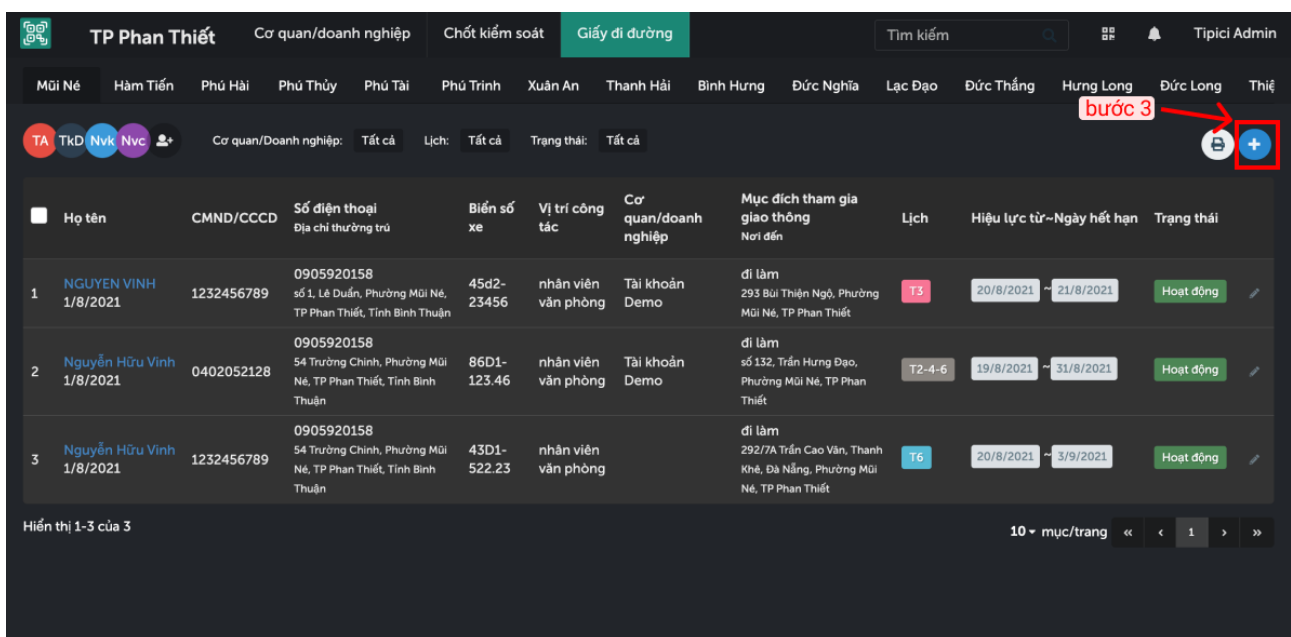 TP Phan Thiết Cơ quan/doanh nghiệp Chốt kiểm soát Giấy đi đường Tìm kiếm Tipici Admin
Mũi Né Hàm Tiến Phú Hài Phú Thủy Phú Tài Phú Trinh Xuân An Thanh Hải Bình Hưng Đức Nghĩa Lạc Đạo Đức Thắng Hưng Long Đức Long Thiệ
bước 3
TA TkD Nvk Nvc Cơ quan/Doanh nghiệp: Tất cả Lịch: Tất cả Trạng thái: Tất cả
Họ tên CMND/CCCD Số điện thoại Biển số Vị trí công Cơ Mục đích tham gia Lịch Hiệu lực từ~Ngày hết hạn Trạng thái
Địa chỉ thường trú xe tác quan/doanh giao thông
nghiệp Nơi đến
0905920158 đi làm
1 NGUYEN VINH 1232456789 số 1, Lê Duẩn, Phường Mũi Né, 45d2- nhân viên Tài khoản 293 Bùi Thiện Ngộ, Phường T3 20/8/2021 ~ 21/8/2021 Hoạt động
1/8/2021 TP Phan Thiết, Tỉnh Bình Thuận 23456 văn phòng Demo Mũi Né, TP Phan Thiết
0905920158 đi làm
2 Nguyễn Hữu Vinh 0402052128 54 Trường Chinh, Phường Mũi 86D1- nhân viên Tài khoản số 132, Trần Hưng Đạo, T2-4-6 19/8/2021 ~ 31/8/2021 Hoạt động
1/8/2021 Né, TP Phan Thiết, Tỉnh Bình 123.46 văn phòng Demo Phường Mũi Né, TP Phan
Thuận Thiết
0905920158 đi làm
3 Nguyễn Hữu Vinh 1232456789 54 Trường Chinh, Phường Mũi 43D1- nhân viên 292/7A Trần Cao Vân, Thanh T6 20/8/2021 ~ 3/9/2021 Hoạt động
1/8/2021 Né, TP Phan Thiết, Tỉnh Bình 522.23 văn phòng Khê, Đà Nẵng, Phường Mũi
Thuận Né, TP Phan Thiết
Hiển thị 1-3 của 3 10 mục/trang « ‹ 1 › »